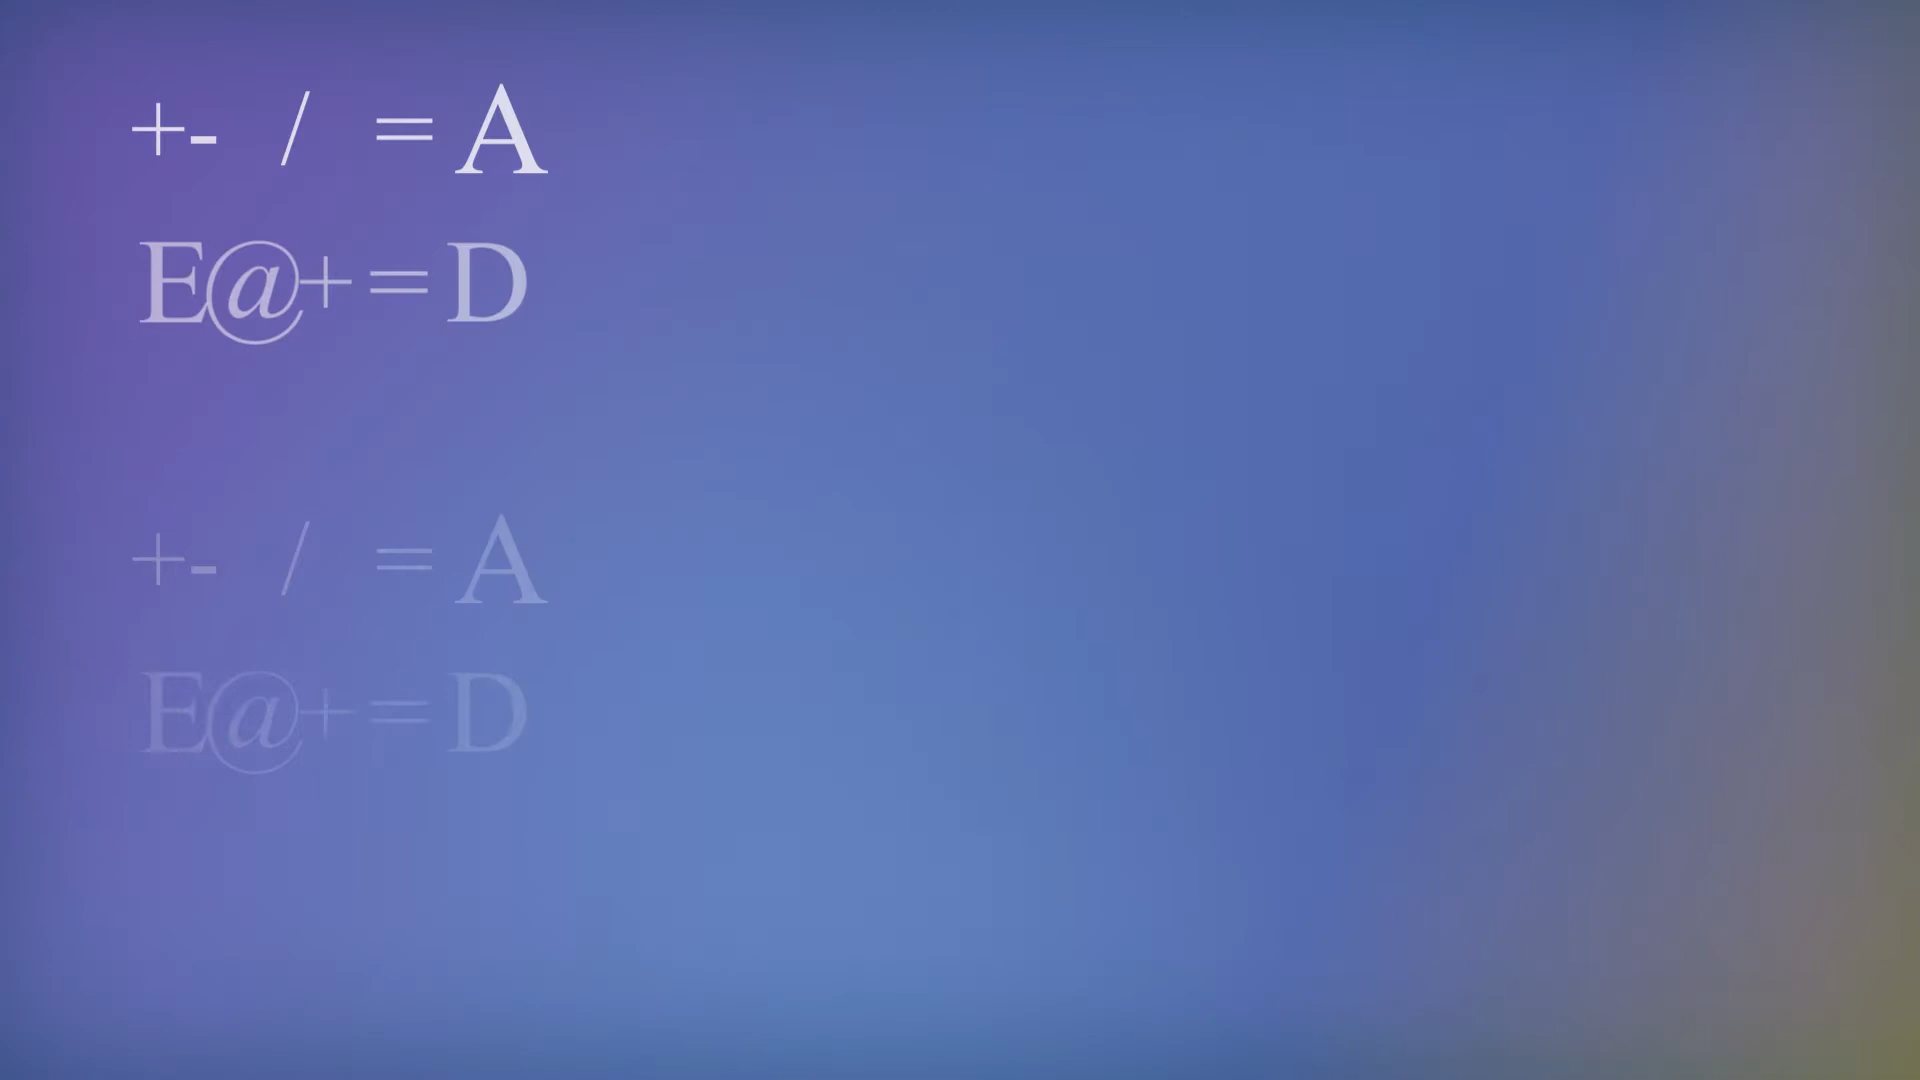 +- / = A
E@+ = D
+- / = A
E@+ = D